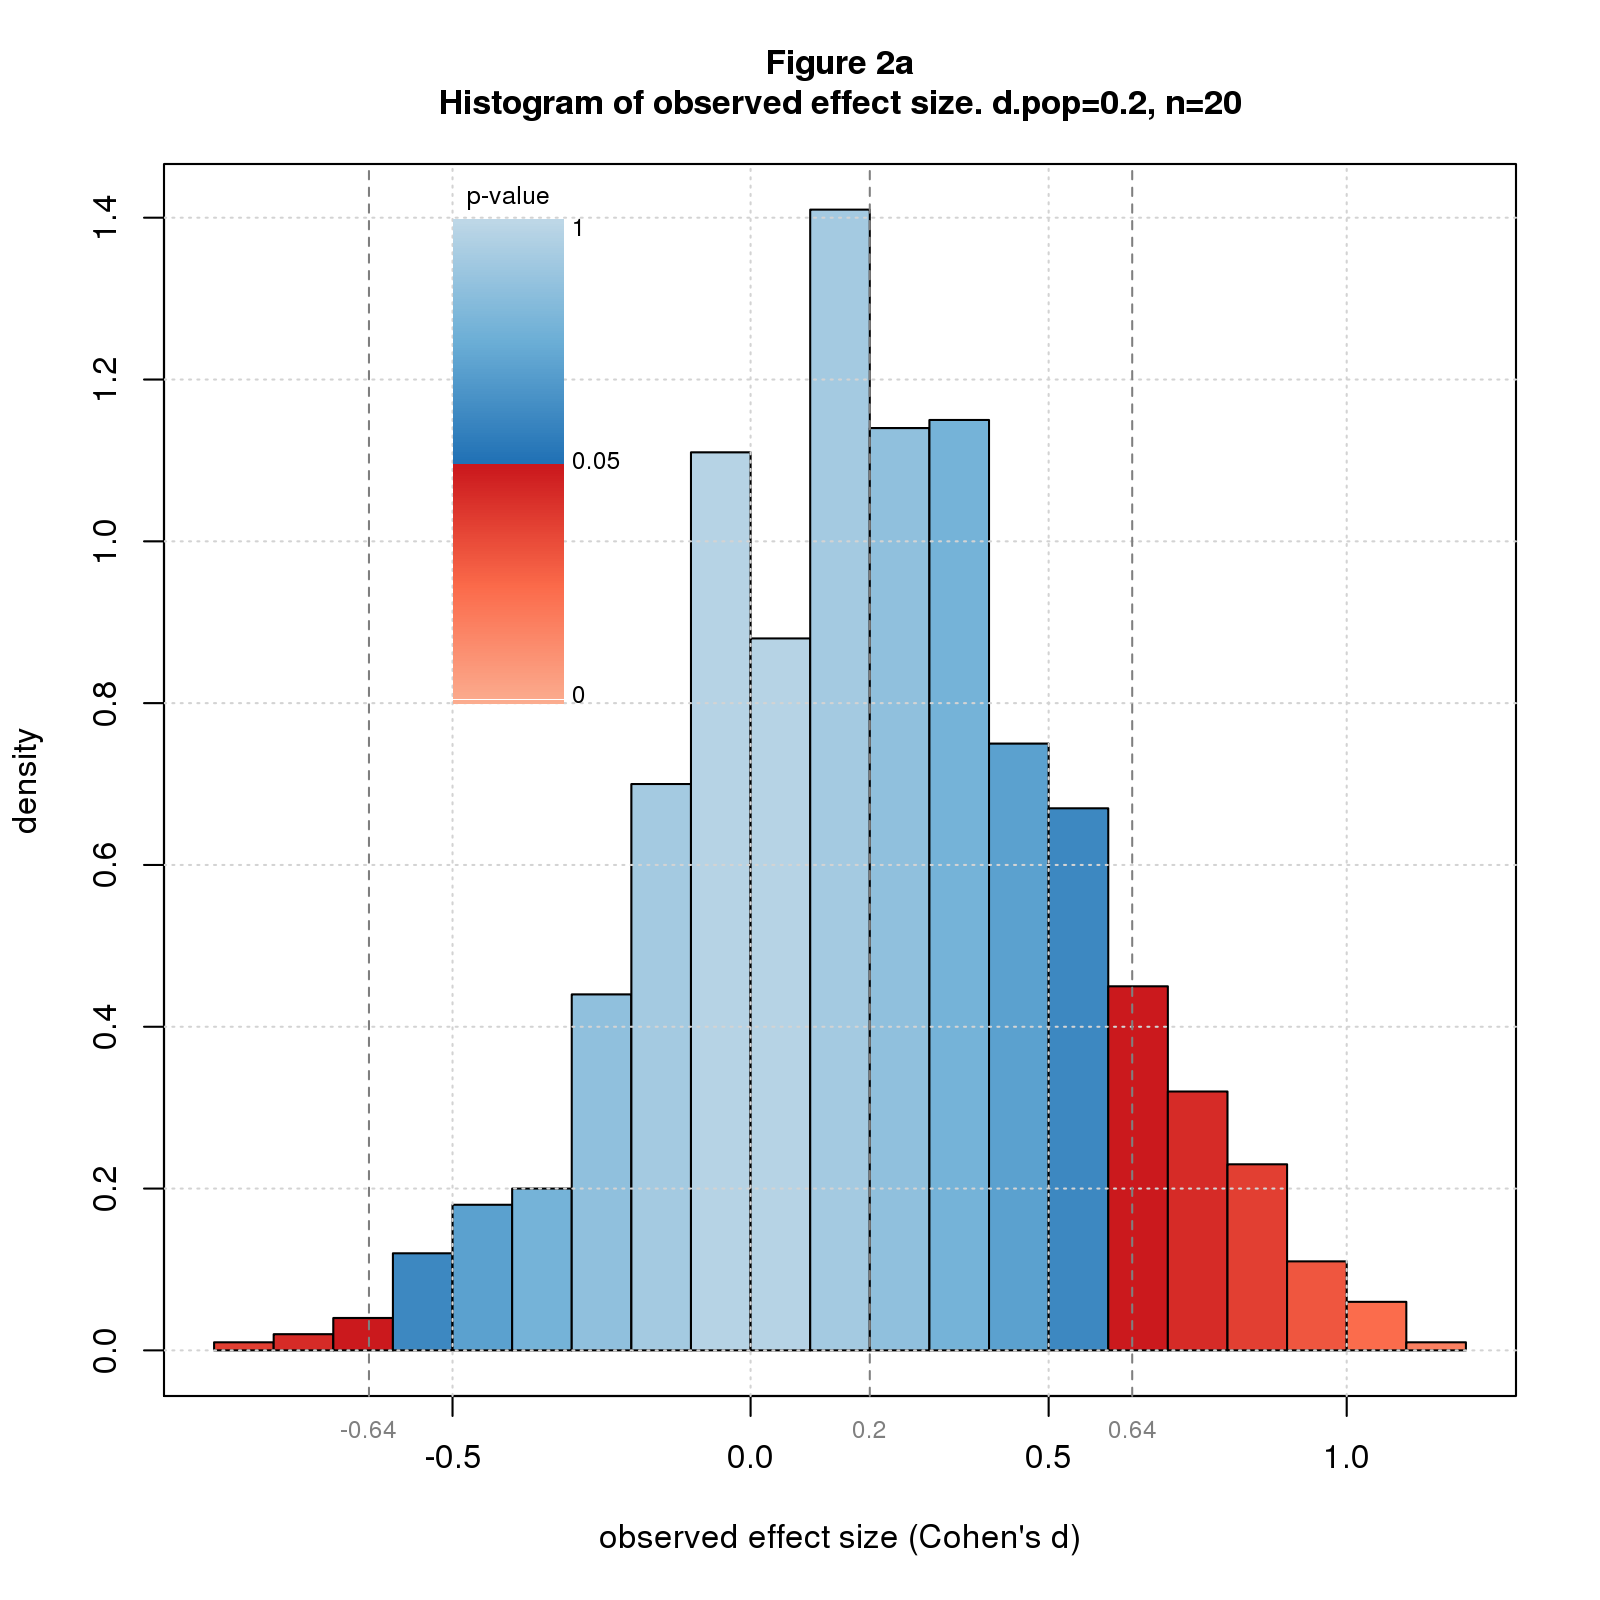 Figure 2a
Histogram of observed effect size. d.pop=0.2, n=20
p-value
1
0.05
0
density
1.4
1.2
1.0
0.8
0.6
0.4
0.2
0.0
-0.64 0.2 0.64
-0.5 0.0 0.5 1.0
observed effect size (Cohen's d)